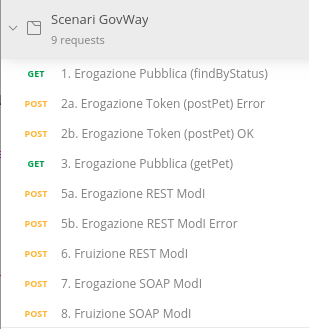 Scenari GovWay
9 requests
GET 1. Erogazione Pubblica (findByStatus)
POST 2a. Erogazione Token (postPet) Error
POST 2b. Erogazione Token (postPet) OK
GET 3. Erogazione Pubblica (getPet)
POST 5a. Erogazione REST ModI
POST 5b. Erogazione REST ModI Error
POST 6. Fruizione REST ModI
POST 7. Erogazione SOAP ModI
POST 8. Fruizione SOAP ModI